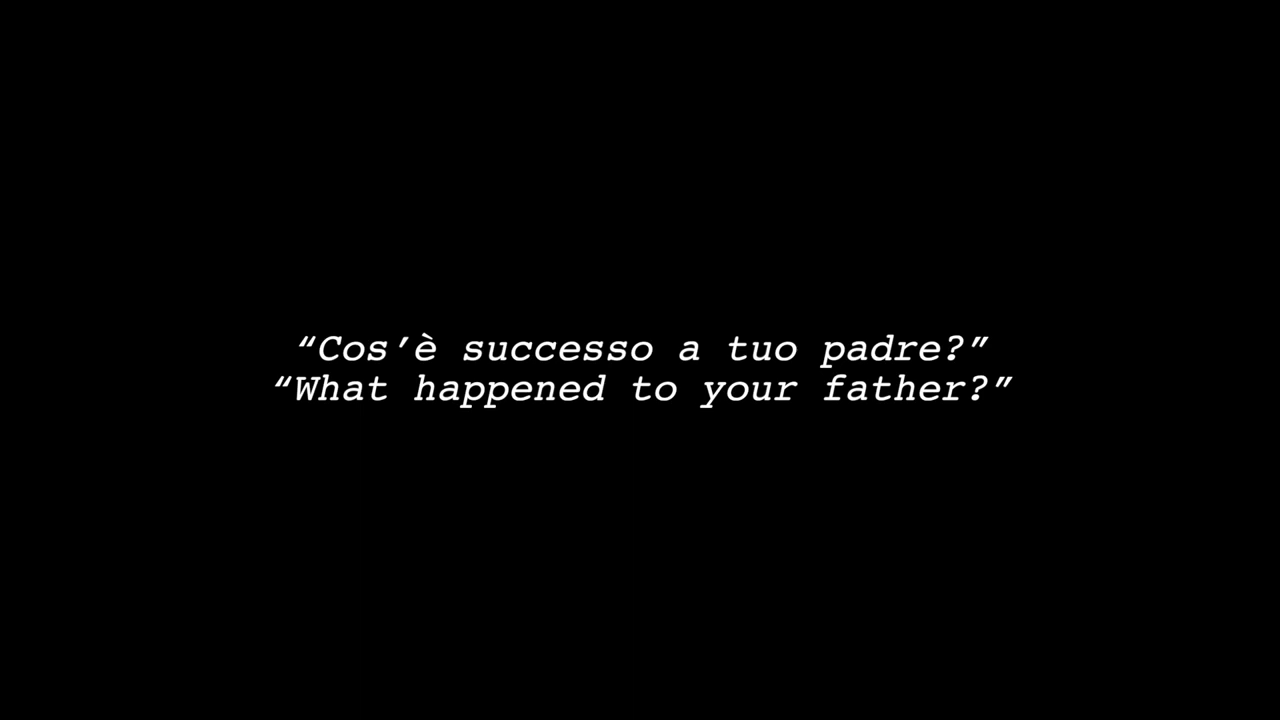 “Cos’è successo a tuo padre?”
“What happened to your father?”